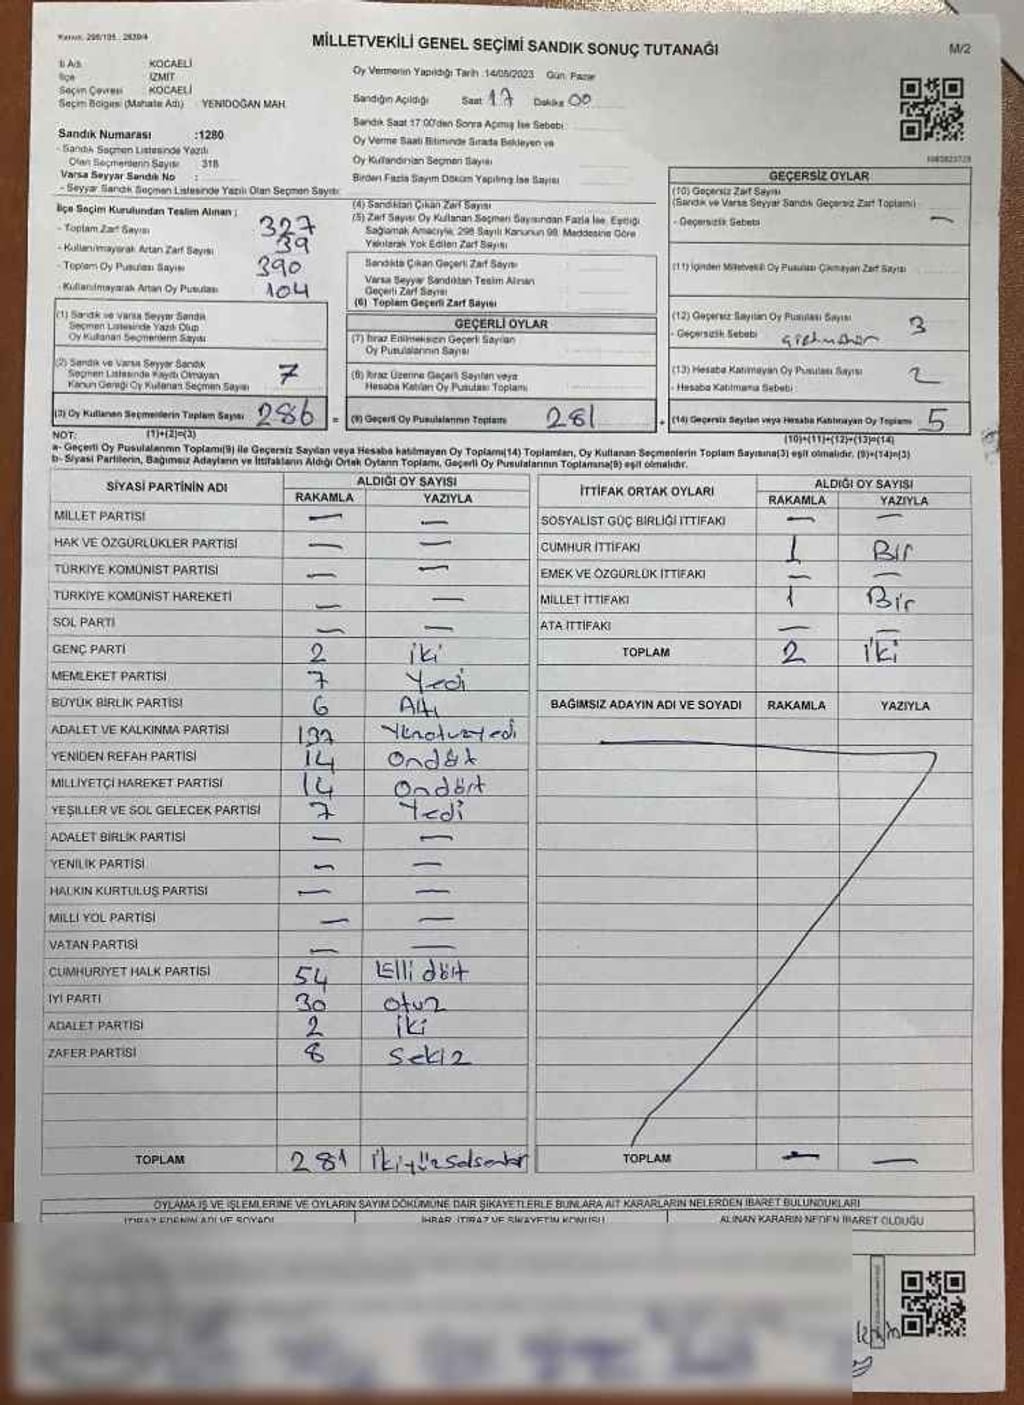 Kanun: 298/105 , 2839/4
MİLLETVEKİLİ GENEL SEÇİMİ SANDIK SONUÇ TUTANAĞI
M/2
İl Adı KOCAELİ
İlçe İZMİT
Seçim Çevresi KOCAELİ
Seçim Bölgesi (Mahalle Adı) YENİDOĞAN MAH.
Sandık Numarası :1280
- Sandık Seçmen Listesinde Yazılı
Olan Seçmenlerin Sayısı 318
Varsa Seyyar Sandık No :
- Seyyar Sandık Seçmen Listesinde Yazılı Olan Seçmen Sayısı:
Oy Vermenin Yapıldığı Tarih :14/05/2023 Gün: Pazar
Sandığın Açıldığı Saat 17 Dakika 00
Sandık Saat 17:00'den Sonra Açılmış İse Sebebi
Oy Verme Saati Bitiminde Sırada Bekleyen ve
Oy Kullandırılan Seçmen Sayısı
Birden Fazla Sayım Döküm Yapılmış İse Sayısı
İlçe Seçim Kurulundan Teslim Alınan ;
- Toplam Zarf Sayısı 327
- Kullanılmayarak Artan Zarf Sayısı 39
- Toplam Oy Pusulası Sayısı 390
- Kullanılmayarak Artan Oy Pusulası 104
(1) Sandık ve Varsa Seyyar Sandık
Seçmen Listesinde Yazılı Olup
Oy Kullanan Seçmenlerin Sayısı
(2) Sandık ve Varsa Seyyar Sandık
Seçmen Listesinde Kayıtlı Olmayan
Kanun Gereği Oy Kullanan Seçmen Sayısı 7
(3) Oy Kullanan Seçmenlerin Toplam Sayısı 286 =
(4) Sandıktan Çıkan Zarf Sayısı
(5) Zarf Sayısı Oy Kullanan Seçmen Sayısından Fazla İse, Eşitliği
Sağlamak Amacıyla, 298 Sayılı Kanunun 98. Maddesine Göre
Yakılarak Yok Edilen Zarf Sayısı
Sandıkta Çıkan Geçerli Zarf Sayısı
Varsa Seyyar Sandıktan Teslim Alınan
Geçerli Zarf Sayısı
(6) Toplam Geçerli Zarf Sayısı
GEÇERLİ OYLAR
(7) İtiraz Edilmeksizin Geçerli Sayılan
Oy Pusulalarının Sayısı
(8) İtiraz Üzerine Geçerli Sayılan veya
Hesaba Katılan Oy Pusulası Toplamı
(9) Geçerli Oy Pusulalarının Toplamı 281 +
GEÇERSİZ OYLAR
(10) Geçersiz Zarf Sayısı
(Sandık ve Varsa Seyyar Sandık Geçersiz Zarf Toplamı)
- Geçersizlik Sebebi —
(11) İçinden Milletvekili Oy Pusulası Çıkmayan Zarf Sayısı
(12) Geçersiz Sayılan Oy Pusulası Sayısı 3
- Geçersizlik Sebebi
(13) Hesaba Katılmayan Oy Pusulası Sayısı 2
- Hesaba Katılmama Sebebi :
(14) Geçersiz Sayılan veya Hesaba Katılmayan Oy Toplamı 5
NOT: (1)+(2)=(3)
(10)+(11)+(12)+(13)=(14)
a- Geçerli Oy Pusulalarının Toplamı(9) ile Geçersiz Sayılan veya Hesaba katılmayan Oy Toplamı(14) Toplamları, Oy Kullanan Seçmenlerin Toplam Sayısına(3) eşit olmalıdır. (9)+(14)=(3)
b- Siyasi Partilerin, Bağımsız Adayların ve İttifakların Aldığı Ortak Oyların Toplamı, Geçerli Oy Pusulalarının Toplamına(9) eşit olmalıdır.
SİYASİ PARTİNİN ADI ALDIĞI OY SAYISI
RAKAMLA YAZIYLA
MİLLET PARTİSİ — —
HAK VE ÖZGÜRLÜKLER PARTİSİ — —
TÜRKİYE KOMÜNİST PARTİSİ — —
TÜRKİYE KOMÜNİST HAREKETİ — —
SOL PARTİ — —
GENÇ PARTİ 2 iki
MEMLEKET PARTİSİ 7 Yedi
BÜYÜK BİRLİK PARTİSİ 6 Altı
ADALET VE KALKINMA PARTİSİ 137 Yüzotuzyedi
YENİDEN REFAH PARTİSİ 14 Ondört
MİLLİYETÇİ HAREKET PARTİSİ 14 Ondört
YEŞİLLER VE SOL GELECEK PARTİSİ 7 Yedi
ADALET BİRLİK PARTİSİ — —
YENİLİK PARTİSİ — —
HALKIN KURTULUŞ PARTİSİ — —
MİLLİ YOL PARTİSİ — —
VATAN PARTİSİ — —
CUMHURİYET HALK PARTİSİ 54 Elli dört
İYİ PARTİ 30 otuz
ADALET PARTİSİ 2 iki
ZAFER PARTİSİ 8 Sekiz
TOPLAM 281 ikiyüzseksenbir
İTTİFAK ORTAK OYLARI ALDIĞI OY SAYISI
RAKAMLA YAZIYLA
SOSYALİST GÜÇ BİRLİĞİ İTTİFAKI — —
CUMHUR İTTİFAKI 1 Bir
EMEK VE ÖZGÜRLÜK İTTİFAKI — —
MİLLET İTTİFAKI 1 Bir
ATA İTTİFAKI — —
TOPLAM 2 iki
BAĞIMSIZ ADAYIN ADI VE SOYADI RAKAMLA YAZIYLA
TOPLAM — —
OYLAMA İŞ VE İŞLEMLERİNE VE OYLARIN SAYIM DÖKÜMÜNE DAİR ŞİKAYETLERLE BUNLARA AİT KARARLARIN NELERDEN İBARET BULUNDUKLARI
İTİRAZ EDENİN ADI VE SOYADI İHBAR, İTİRAZ VE ŞİKAYETİN KONUSU ALINAN KARARIN NEDEN İBARET OLDUĞU